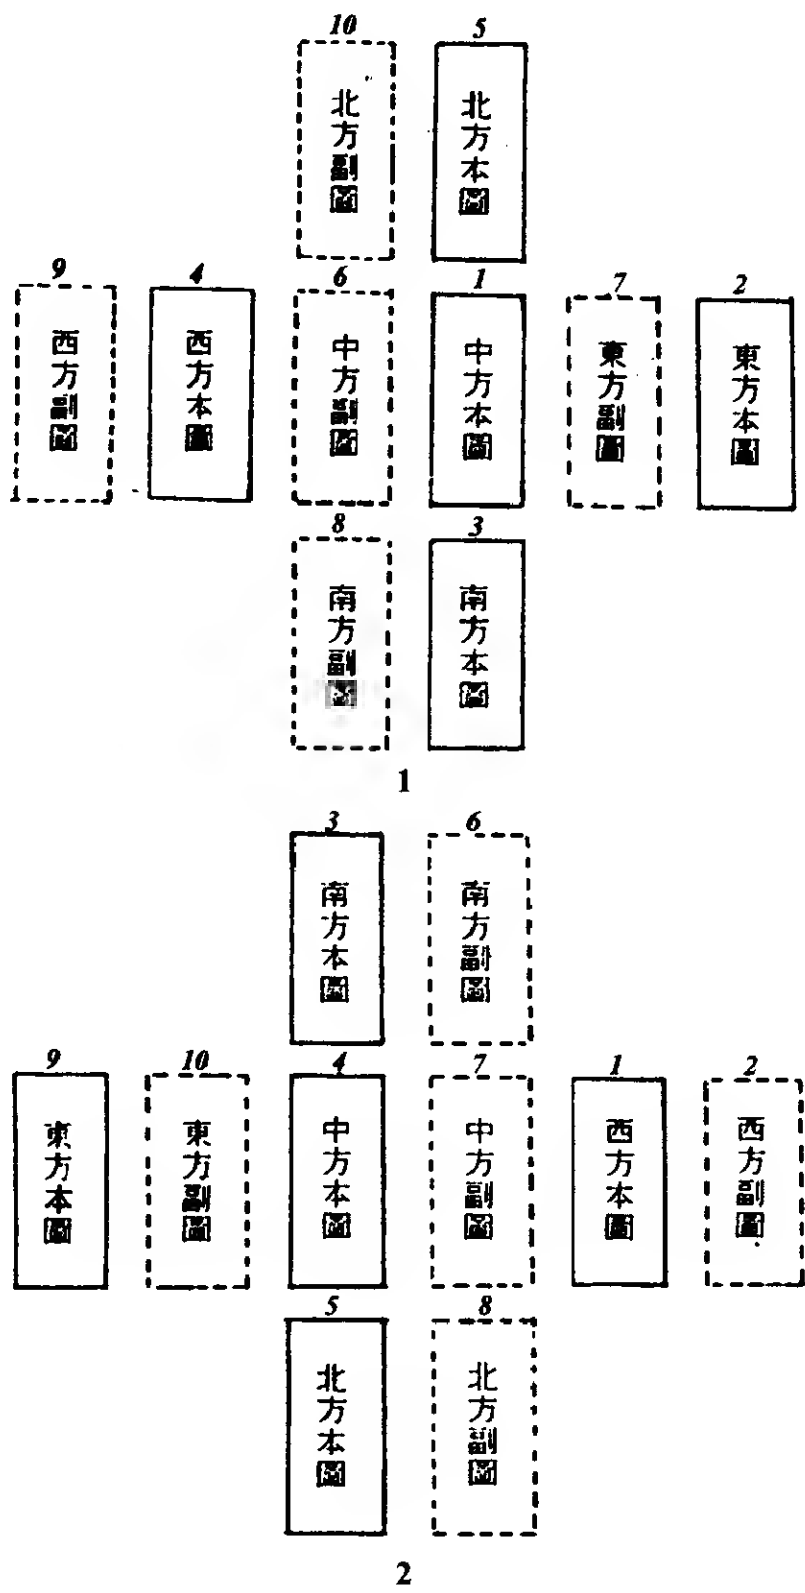 10 5
北方副圖 北方本圖
9 4 6 1 7 2
西方副圖 西方本圖 中方副圖 中方本圖 東方副圖 東方本圖
8 3
南方副圖 南方本圖
1
3 6
南方本圖 南方副圖
9 10 4 7 1 2
東方本圖 東方副圖 中方本圖 中方副圖 西方本圖 西方副圖
5 8
北方本圖 北方副圖
2